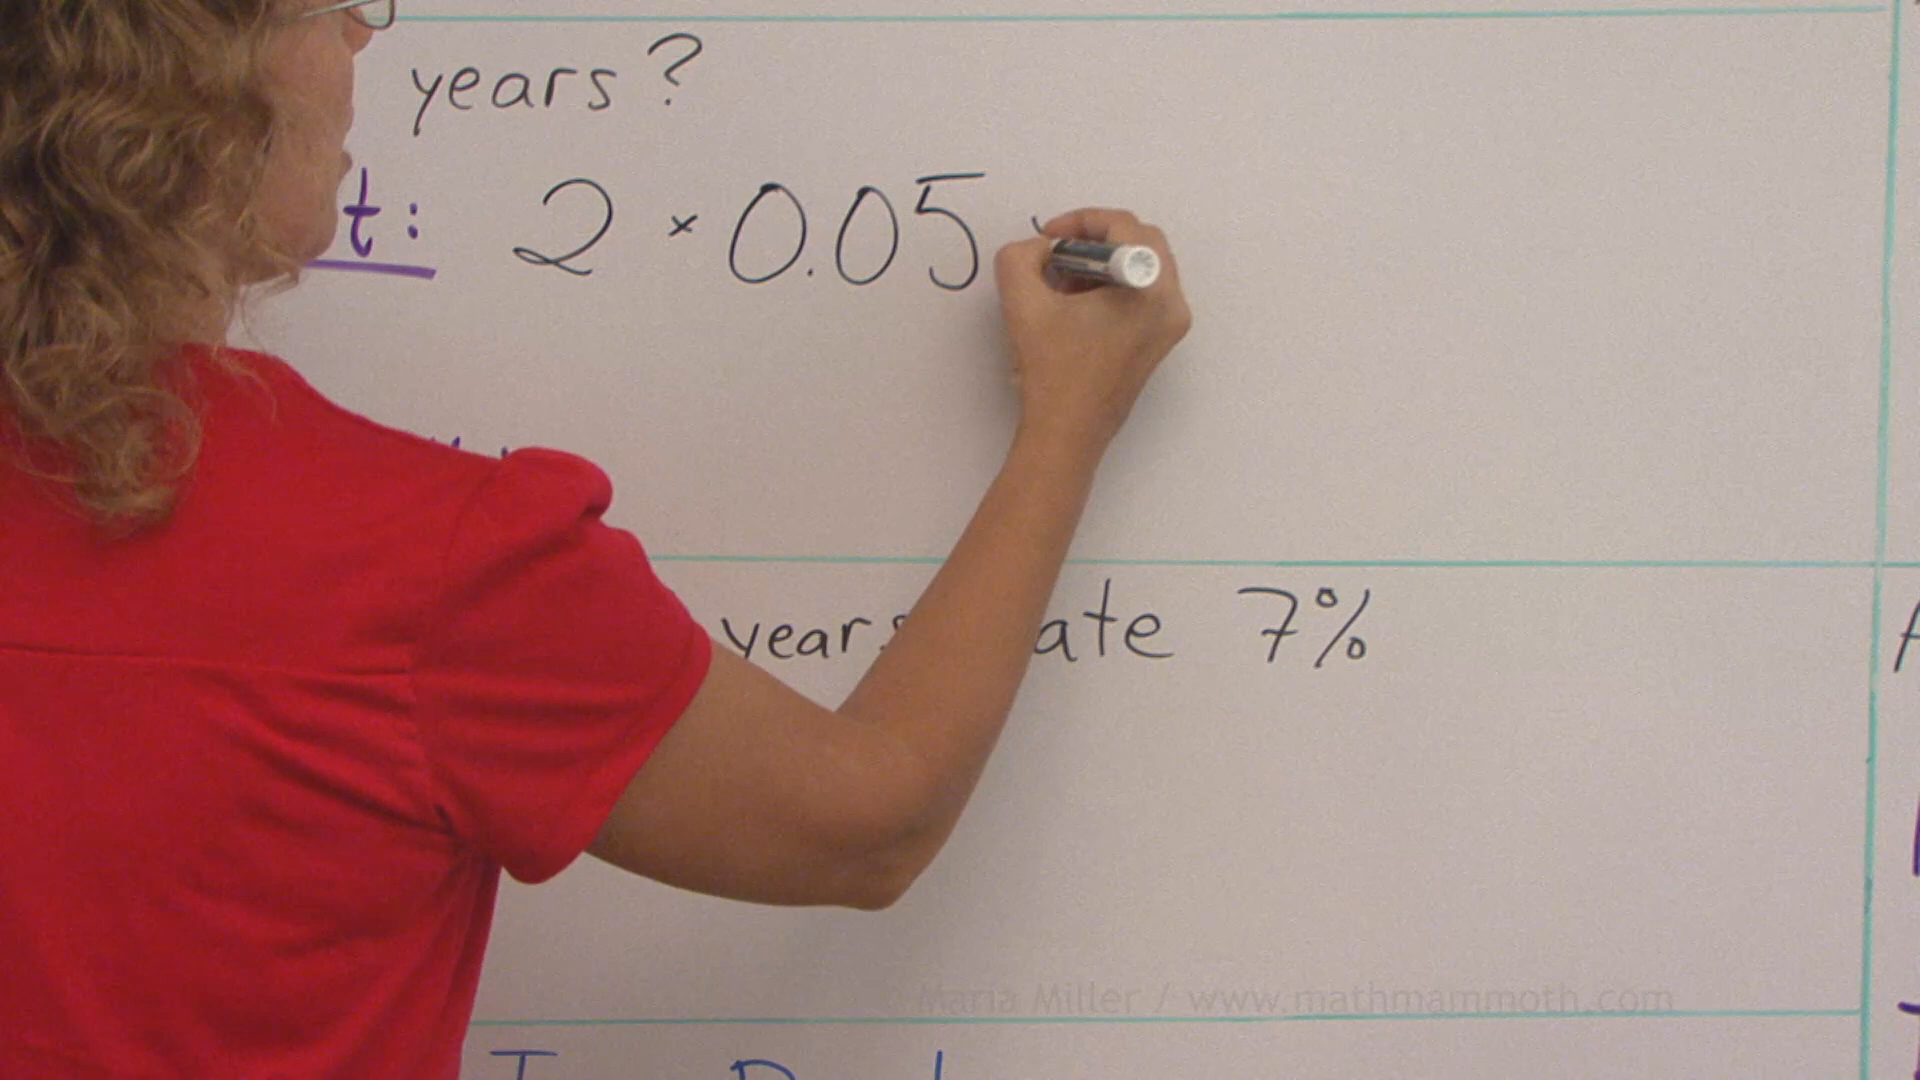 years?
t: 2 × 0.05
years ate 7%
Maria Miller / www.mathmammoth.com
I